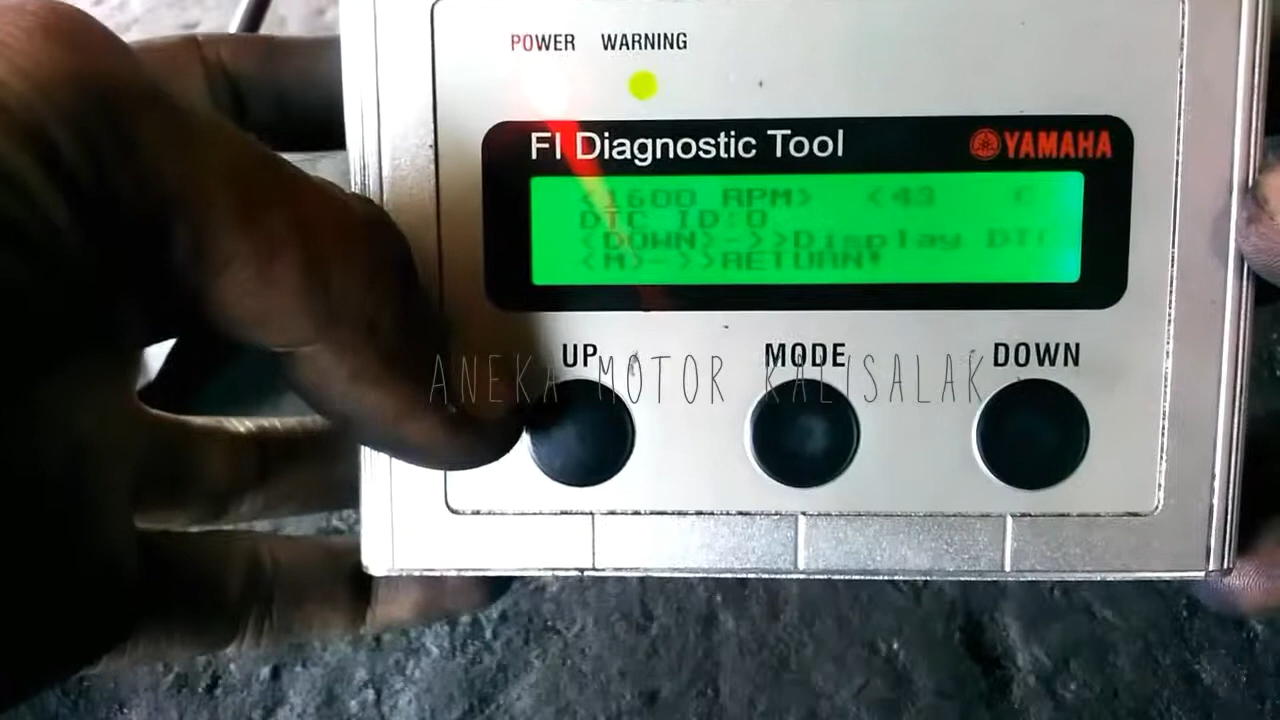 POWER WARNING
FI Diagnostic Tool YAMAHA
<1600 RPM> <43 C
DTC ID:0
<DOWN>->>Display DT
<M>->>RETURN!
UP MODE DOWN
ANEKA MOTOR KALISALAK